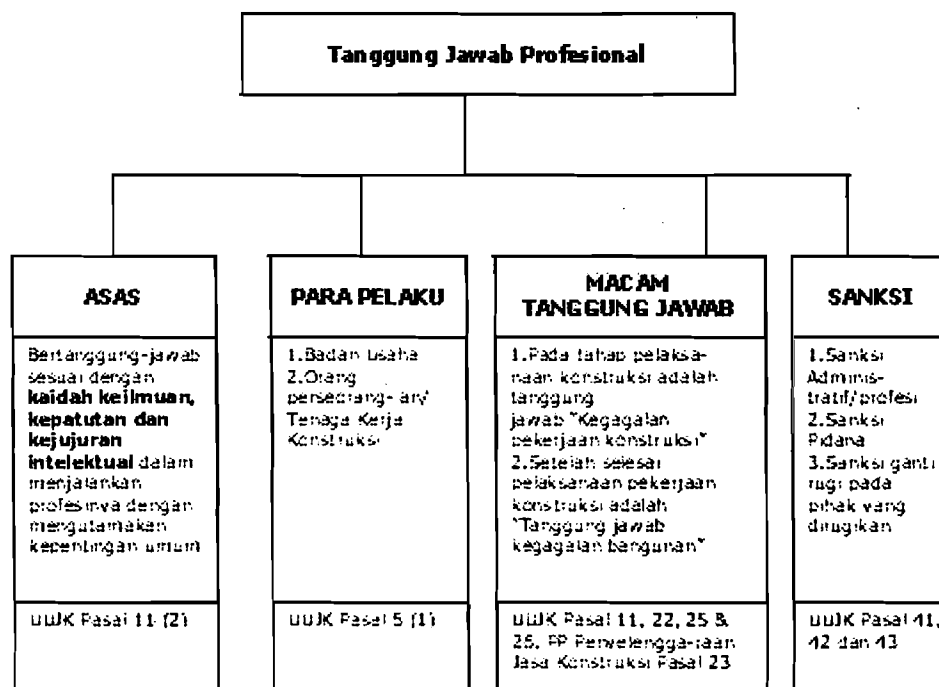 Tanggung Jawab Profesional
ASAS
Bertanggung-jawab
sesuai dengan
kaidah keilmuan,
kepatutan dan
kejujuran
intelektual dalam
menjalankan
profesinya dengan
mengutamakan
kepentingan umum
UUJK Pasal 11 (2)
PARA PELAKU
1.Badan usaha
2.Orang
perseorang- an/
Tenaga Kerja
Konstruksi
UUJK Pasal 5 (1)
MACAM
TANGGUNG JAWAB
1.Pada tahap pelaksa-
naan konstruksi adalah
tanggung
jawab "Kegagalan
pekerjaan konstruksi"
2.Setelah selesai
pelaksanaan pekerjaan
konstruksi adalah
"Tanggung jawab
kegagalan bangunan"
UUJK Pasal 11, 22, 25 &
26, PP Penyelengga-raan
Jasa Konstruksi Pasal 23
SANKSI
1.Sanksi
Adminis-
tratif/profesi
2.Sanksi
Pidana
3.Sanksi ganti
rugi pada
pihak yang
dirugikan
UUJK Pasal 41,
42 dan 43